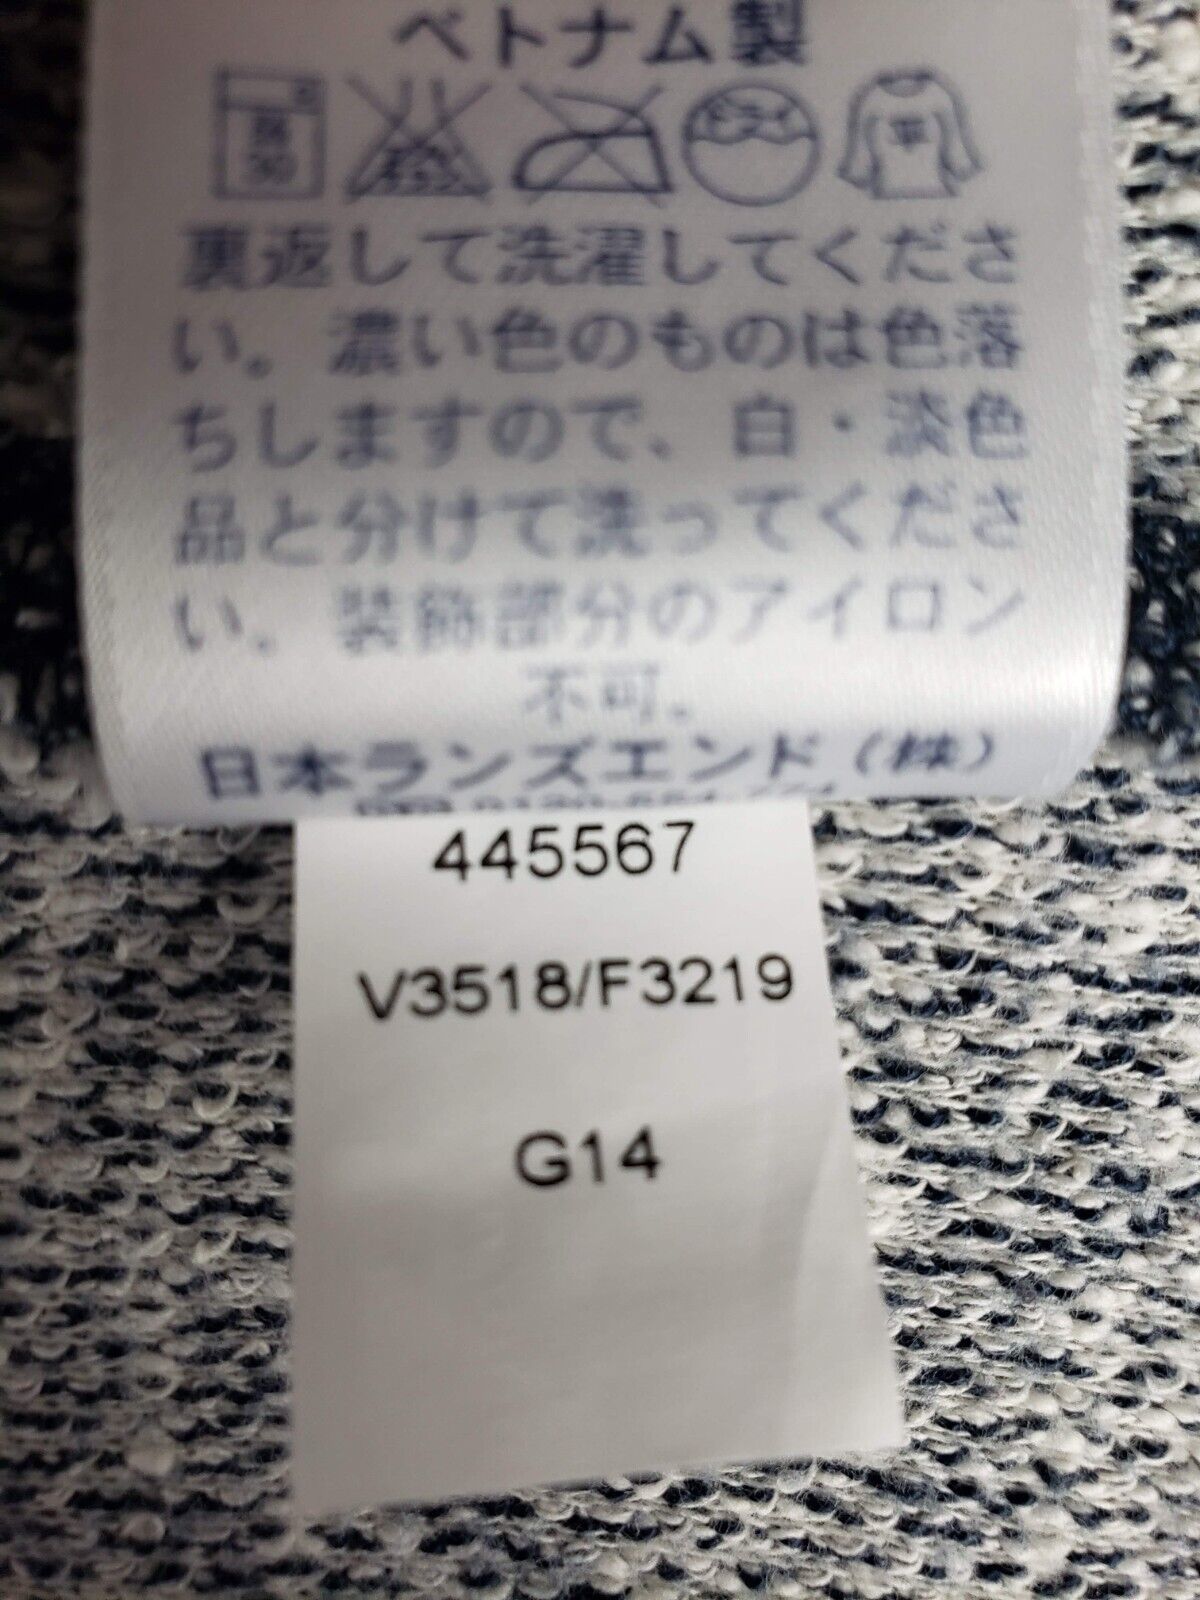 ベトナム製
裏返して洗濯してくださ
い。濃い色のものは色落
ちしますので、白・淡色
品と分けて洗ってくださ
い。装飾部分のアイロン
不可。
日本ランズエンド（株）
445567
V3518/F3219
G14